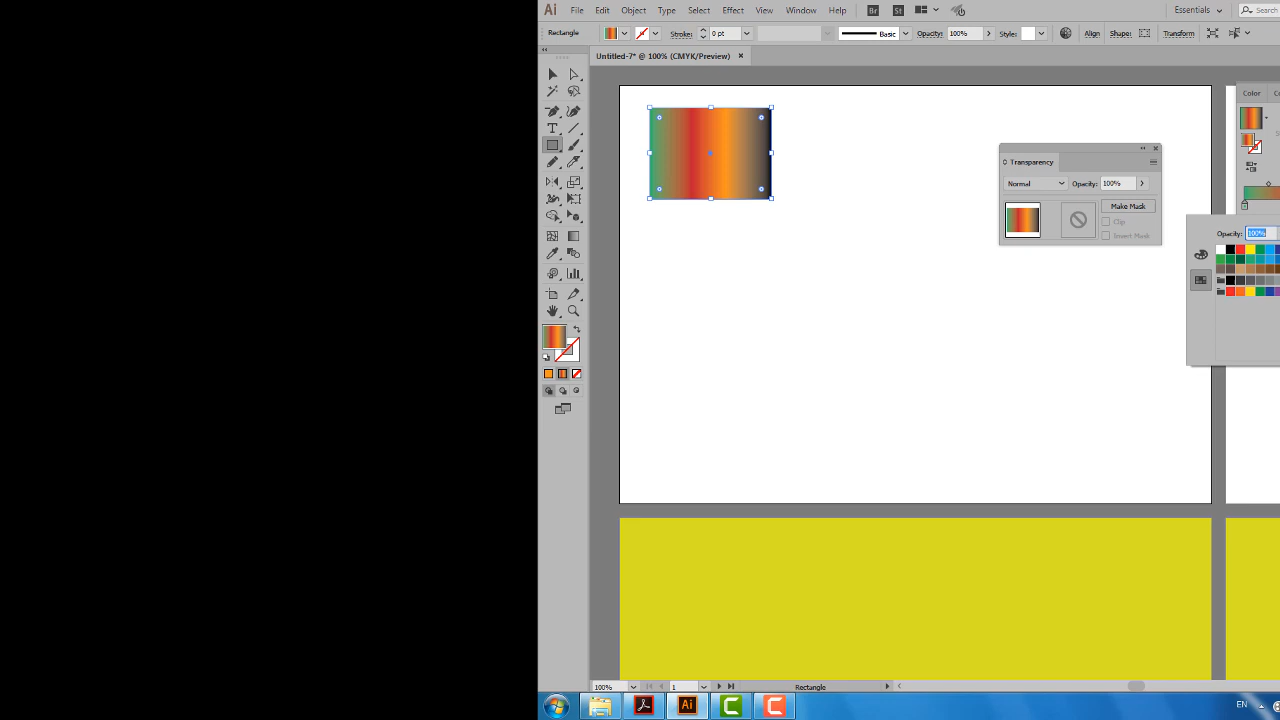 Ai File Edit Object Type Select Effect View Window Help Br St Essentials Search
Rectangle Stroke: 0 pt Basic Opacity: 100% Style: Align Shape: Transform
Untitled-7* @ 100% (CMYK/Preview) ×
Color
Transparency
Normal Opacity: 100%
Make Mask
Clip
Invert Mask
Opacity: 100%
100% 1 Rectangle
Ai EN